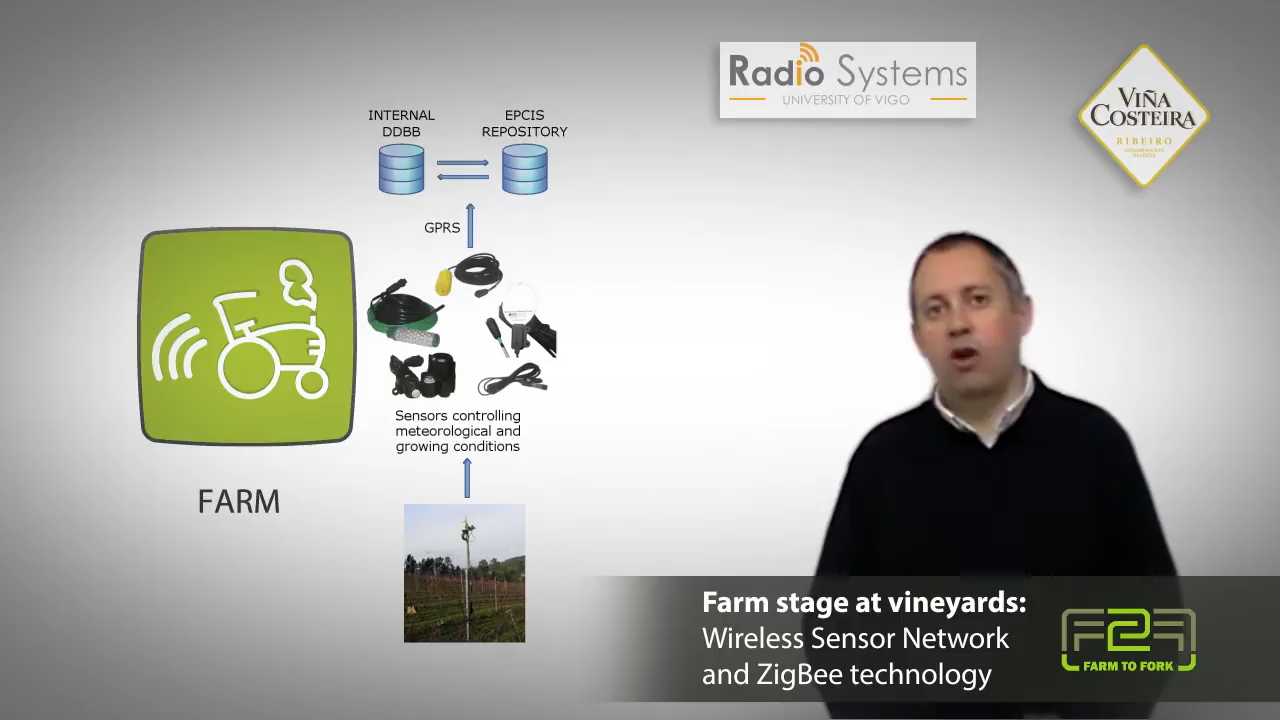 Radio Systems
UNIVERSITY OF VIGO
VIÑA
COSTEIRA
RIBEIRO
INTERNAL
DDBB
EPCIS
REPOSITORY
GPRS
Sensors controlling
meteorological and
growing conditions
FARM
Farm stage at vineyards:
Wireless Sensor Network
and ZigBee technology
F2F
FARM TO FORK